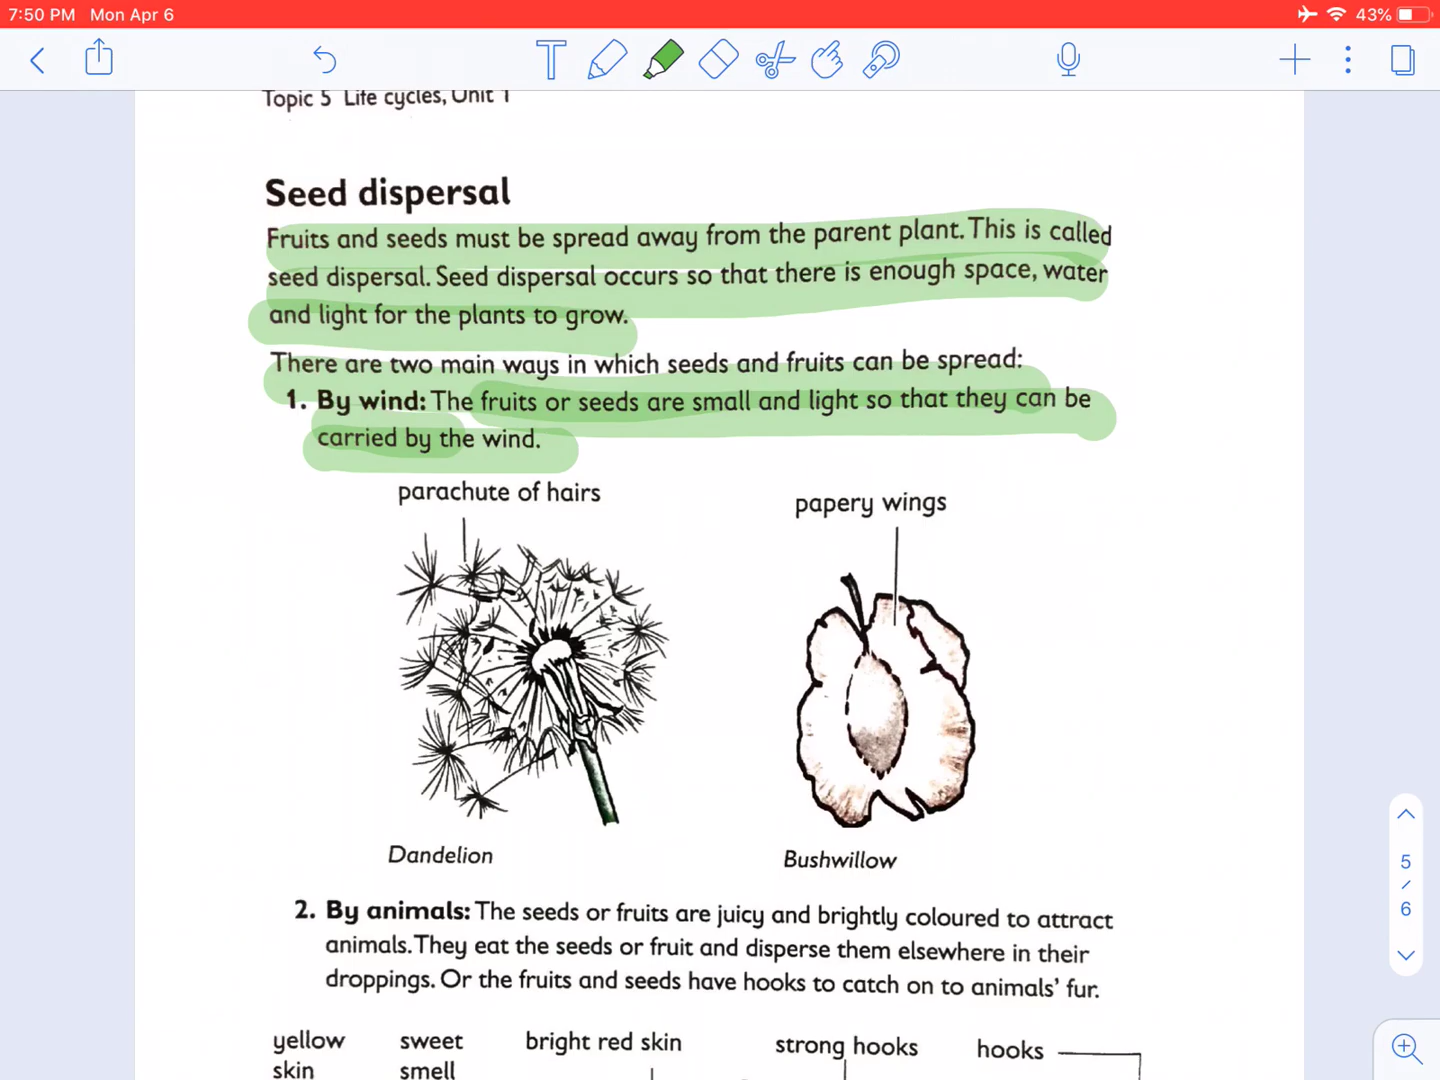 7:50 PM Mon Apr 6
43%
Topic 5 Life cycles, Unit 1
Seed dispersal
Fruits and seeds must be spread away from the parent plant. This is called
seed dispersal. Seed dispersal occurs so that there is enough space, water
and light for the plants to grow.
There are two main ways in which seeds and fruits can be spread:
1. By wind: The fruits or seeds are small and light so that they can be
carried by the wind.
parachute of hairs
papery wings
Dandelion
Bushwillow
2. By animals: The seeds or fruits are juicy and brightly coloured to attract
animals. They eat the seeds or fruit and disperse them elsewhere in their
droppings. Or the fruits and seeds have hooks to catch on to animals' fur.
yellow
skin
sweet
smell
bright red skin
strong hooks
hooks
5
/
6